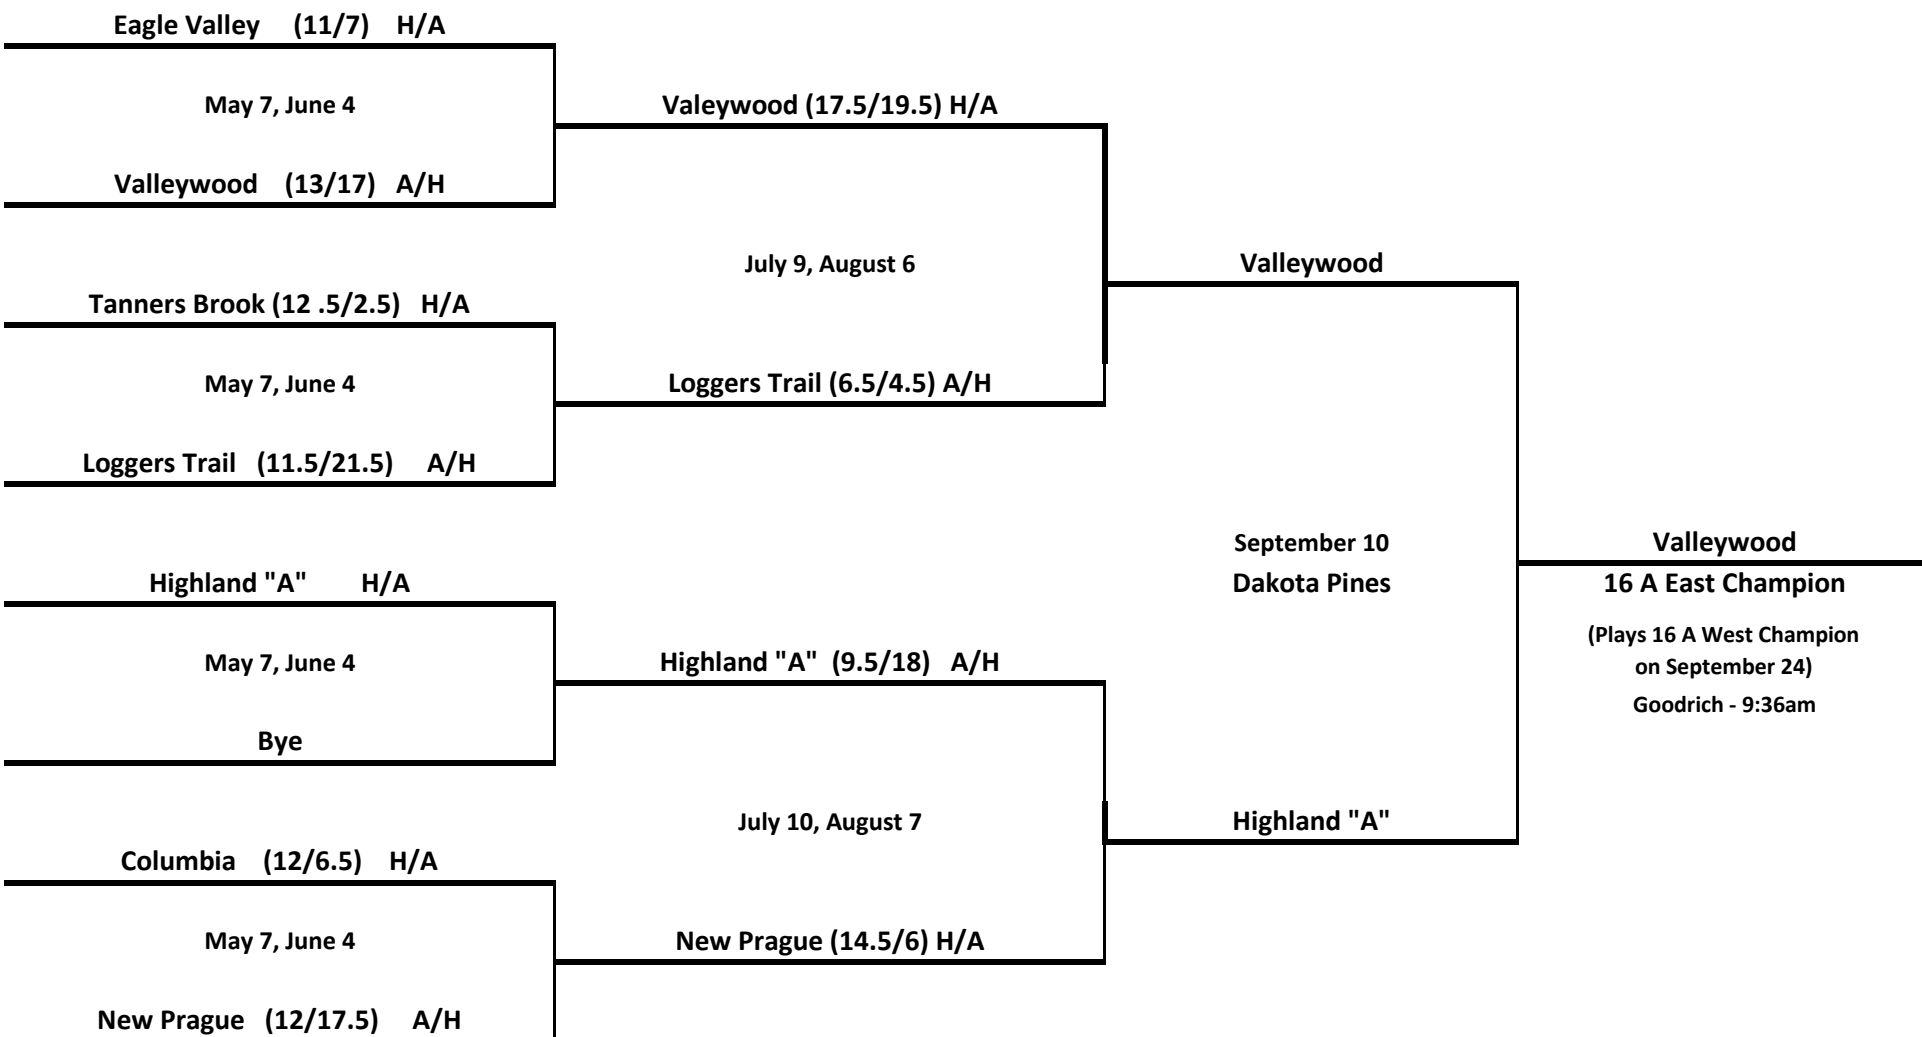 Eagle Valley (11/7) H/A
May 7, June 4
Valleywood (13/17) A/H
Tanners Brook (12 .5/2.5) H/A
May 7, June 4
Loggers Trail (11.5/21.5) A/H
Highland "A" H/A
May 7, June 4
Bye
Columbia (12/6.5) H/A
May 7, June 4
New Prague (12/17.5) A/H
Valeywood (17.5/19.5) H/A
July 9, August 6
Loggers Trail (6.5/4.5) A/H
Highland "A" (9.5/18) A/H
July 10, August 7
New Prague (14.5/6) H/A
Valleywood
September 10
Dakota Pines
Highland "A"
Valleywood
16 A East Champion
(Plays 16 A West Champion
on September 24)
Goodrich - 9:36am